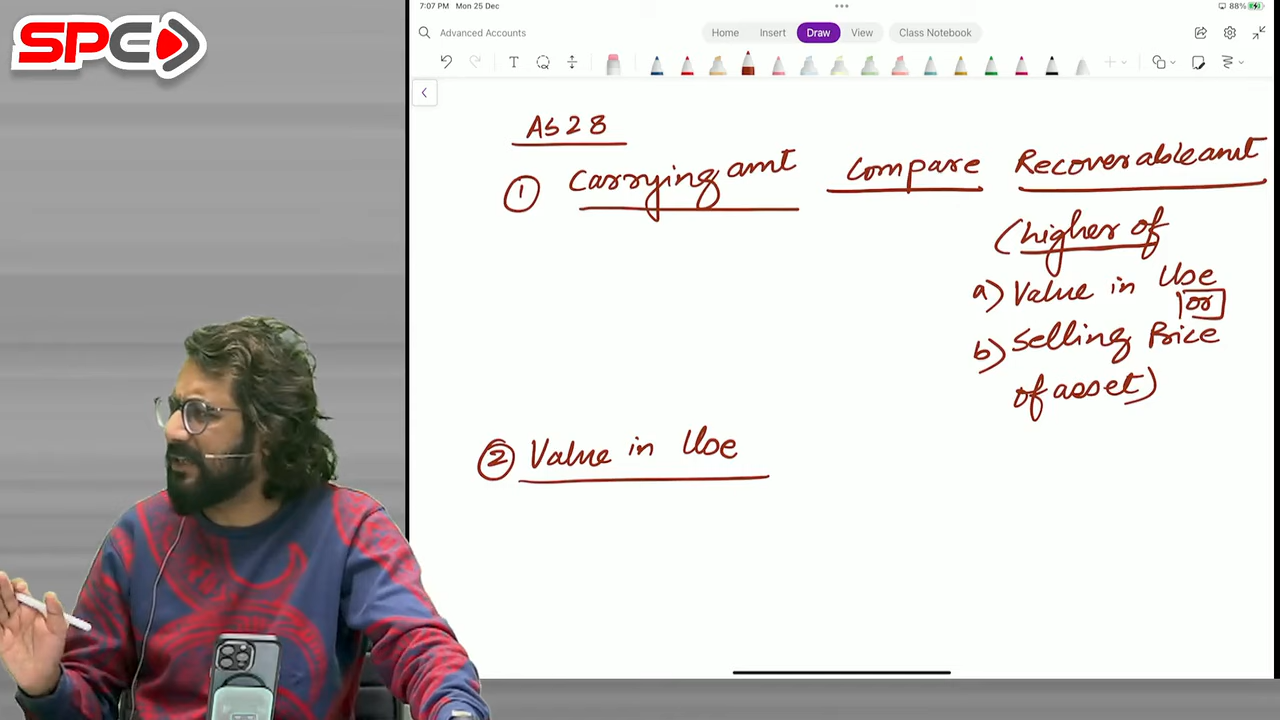 SPC
7:07 PM Mon 25 Dec
88%
Advanced Accounts
Home Insert Draw View Class Notebook
AS 28
① Carrying amt Compare Recoverable amt
(higher of
a) Value in Use
or
b) Selling Price
of asset)
② Value in Use